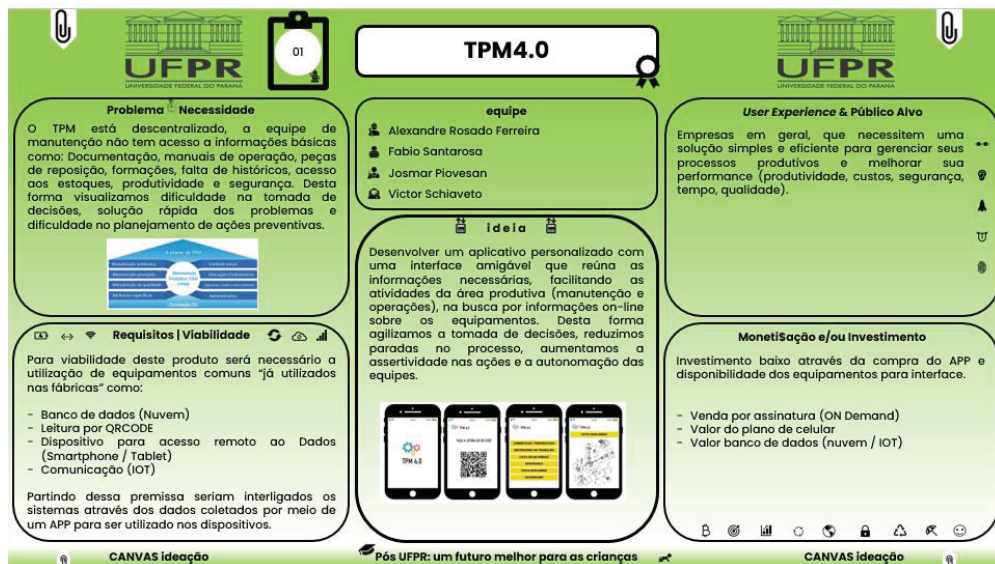 UFPR
UNIVERSIDADE FEDERAL DO PARANÁ
01
TPM4.0
UFPR
UNIVERSIDADE FEDERAL DO PARANÁ
Problema Necessidade
O TPM está descentralizado, a equipe de
manutenção não tem acesso a informações básicas
como: Documentação, manuais de operação, peças
de reposição, formações, falta de históricos, acesso
aos estoques, produtividade e segurança. Desta
forma visualizamos dificuldade na tomada de
decisões, solução rápida dos problemas e
dificuldade no planejamento de ações preventivas.
equipe
Alexandre Rosado Ferreira
Fabio Santarosa
Josmar Piovesan
Victor Schiaveto
User Experience & Público Alvo
Empresas em geral, que necessitem uma
solução simples e eficiente para gerenciar seus
processos produtivos e melhorar sua
performance (produtividade, custos, segurança,
tempo, qualidade).
ideia
Desenvolver um aplicativo personalizado com
uma interface amigável que reúna as
informações necessárias, facilitando as
atividades da área produtiva (manutenção e
operações), na busca por informações on-line
sobre os equipamentos. Desta forma
agilizamos a tomada de decisões, reduzimos
paradas no processo, aumentamos a
assertividade nas ações e a autonomação das
equipes.
TPM 4.0
Requisitos | Viabilidade
Para viabilidade deste produto será necessário a
utilização de equipamentos comuns "já utilizados
nas fábricas" como:
- Banco de dados (Nuvem)
- Leitura por QRCODE
- Dispositivo para acesso remoto ao Dados
(Smartphone / Tablet)
- Comunicação (IOT)
Partindo dessa premissa seriam interligados os
sistemas através dos dados coletados por meio de
um APP para ser utilizado nos dispositivos.
Moneti$ação e/ou Investimento
Investimento baixo através da compra do APP e
disponibilidade dos equipamentos para interface.
- Venda por assinatura (ON Demand)
- Valor do plano de celular
- Valor banco de dados (nuvem / IOT)
CANVAS ideação
Pós UFPR: um futuro melhor para as crianças
CANVAS ideação